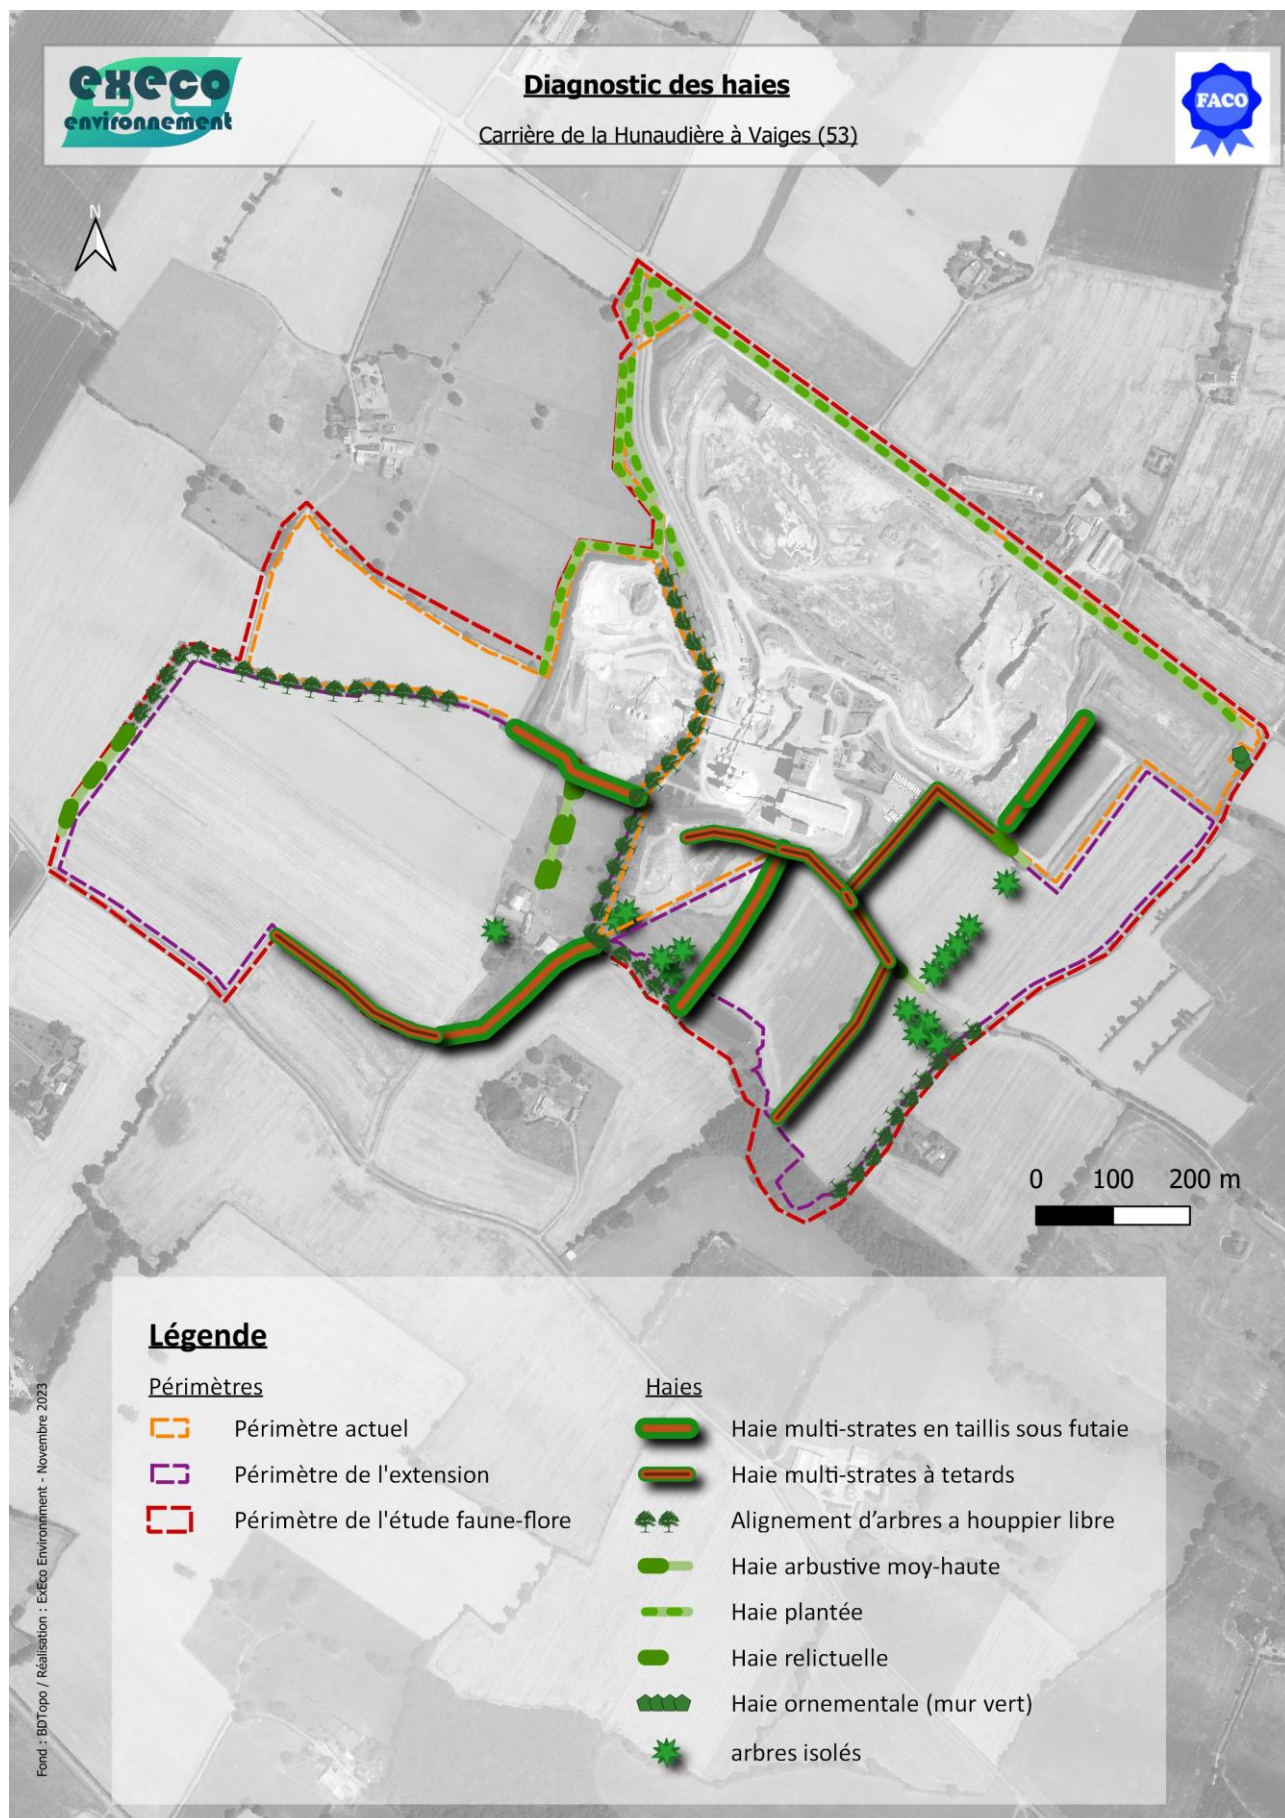 execo
environnement
Diagnostic des haies
Carrière de la Hunaudière à Vaiges (53)
FACO
N
0 100 200 m
Légende
Périmètres
Périmètre actuel
Périmètre de l'extension
Périmètre de l'étude faune-flore
Haies
Haie multi-strates en taillis sous futaie
Haie multi-strates à tetards
Alignement d'arbres a houppier libre
Haie arbustive moy-haute
Haie plantée
Haie relictuelle
Haie ornementale (mur vert)
arbres isolés
Fond : BDTopo / Réalisation : ExEco Environnment - Novembre 2023